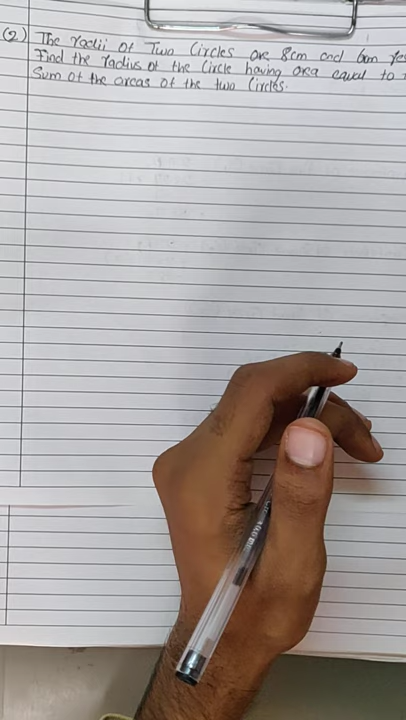 (2) The radii of Two Circles are 8cm and 6cm
Find the radius of the Circle having area equal to
Sum of the areas of the two Circles.